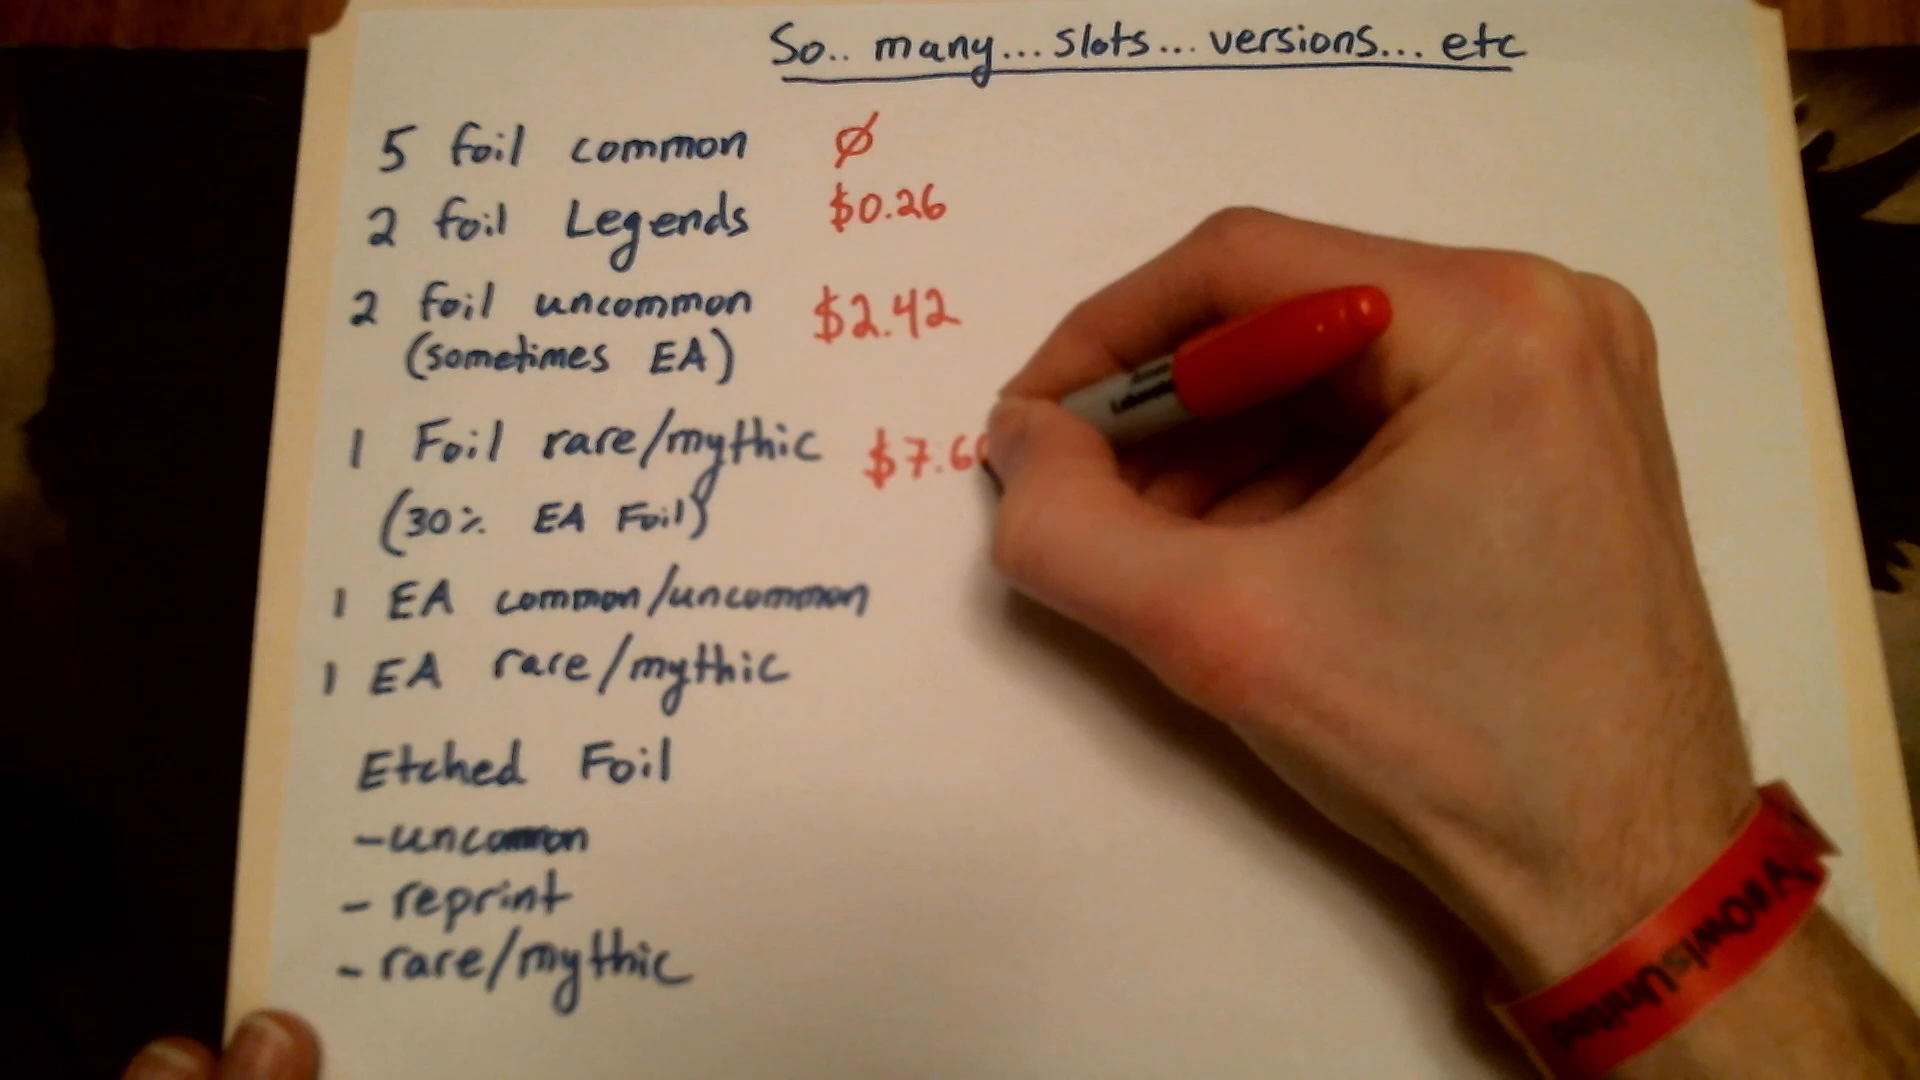 So.. many... slots... versions... etc
5 foil common Ø
2 foil Legends $0.26
2 foil uncommon $2.42
(sometimes EA)
1 Foil rare/mythic $7.6
(30% EA Foil)
1 EA common/uncommon
1 EA rare/mythic
Etched Foil
-uncommon
- reprint
- rare/mythic